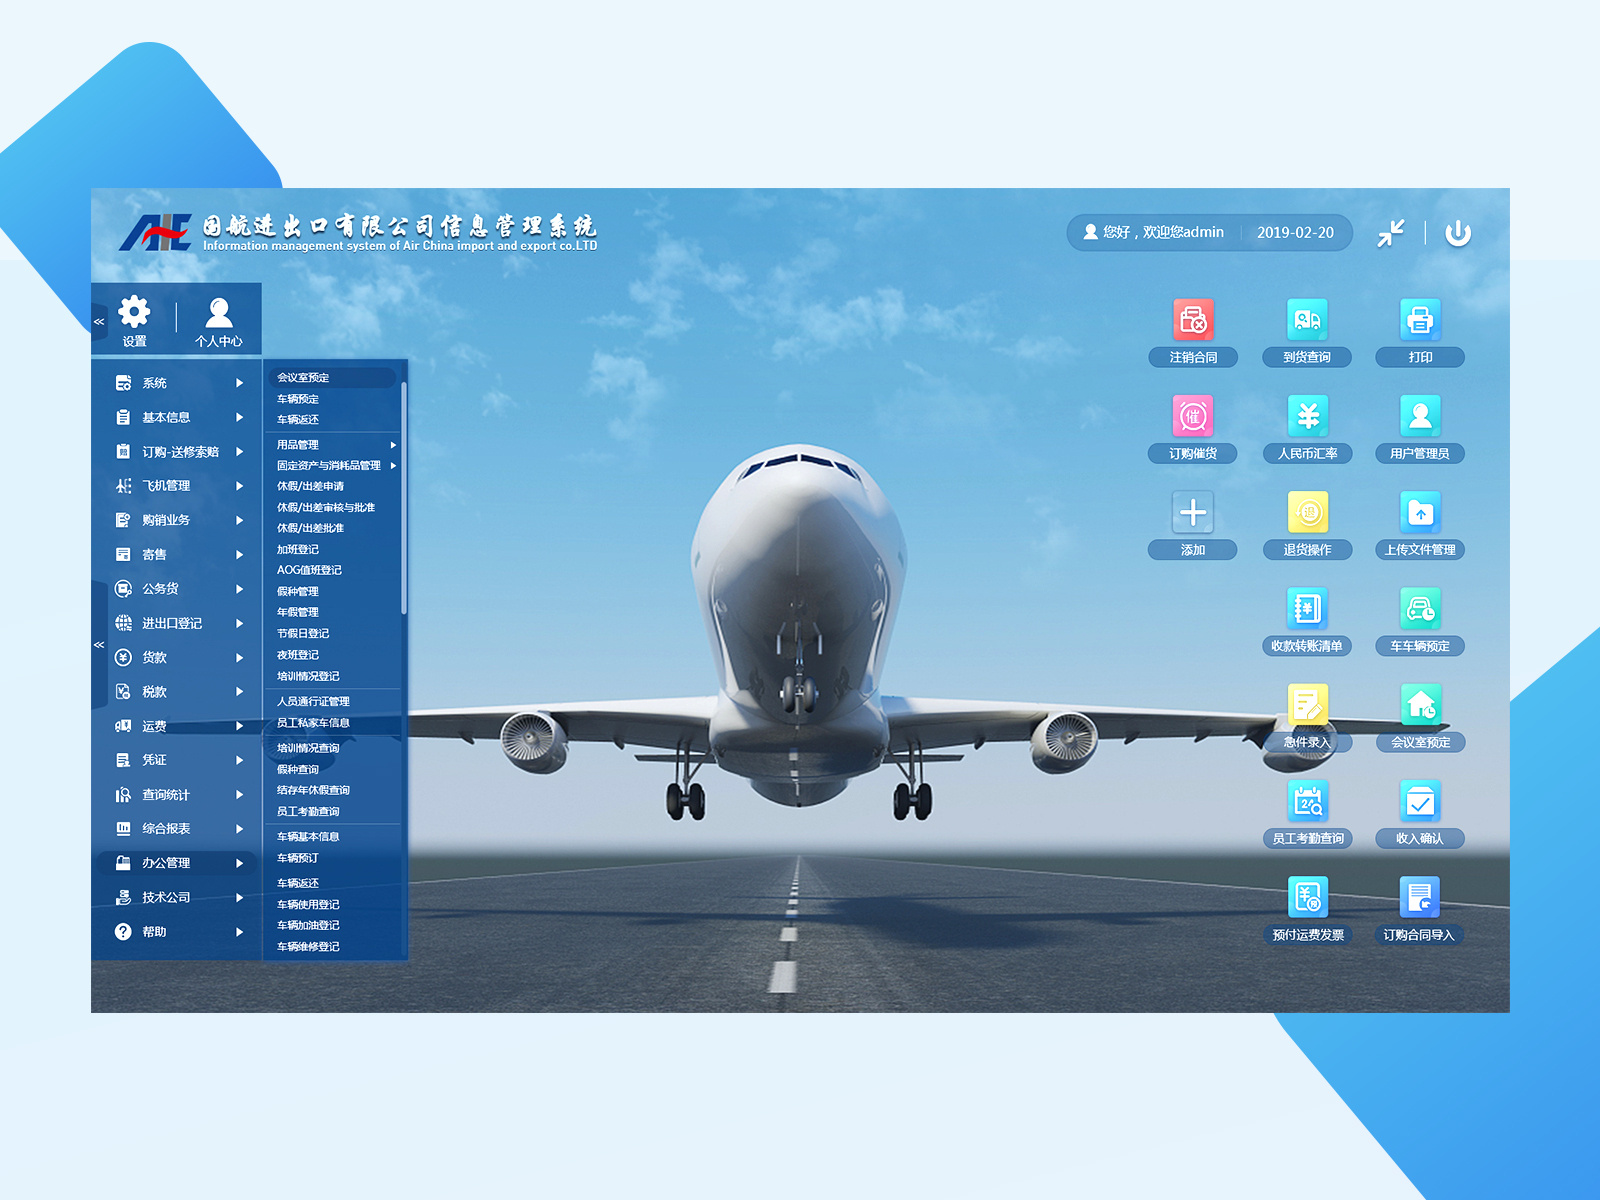 AIE
国航进出口有限公司信息管理系统
Information management system of Air China import and export co.LTD
您好，欢迎您admin
2019-02-20
设置
个人中心
系统
基本信息
订购-送修索赔
飞机管理
购销业务
寄售
公务货
进出口登记
货款
税款
运费
凭证
查询统计
综合报表
办公管理
技术公司
帮助
会议室预定
车辆预定
车辆返还
用品管理
固定资产与消耗品管理
休假/出差申请
休假/出差审核与批准
休假/出差批准
加班登记
AOG值班登记
假种管理
年假管理
节假日登记
夜班登记
培训情况登记
人员通行证管理
员工私家车信息
培训情况查询
假种查询
结存年休假查询
员工考勤查询
车辆基本信息
车辆预订
车辆返还
车辆使用登记
车辆加油登记
车辆维修登记
注销合同
到货查询
打印
催
订购催货
人民币汇率
用户管理员
添加
退
退货操作
上传文件管理
收款转账清单
车车辆预定
急件录入
会议室预定
员工考勤查询
收入确认
预付运费发票
订购合同导入